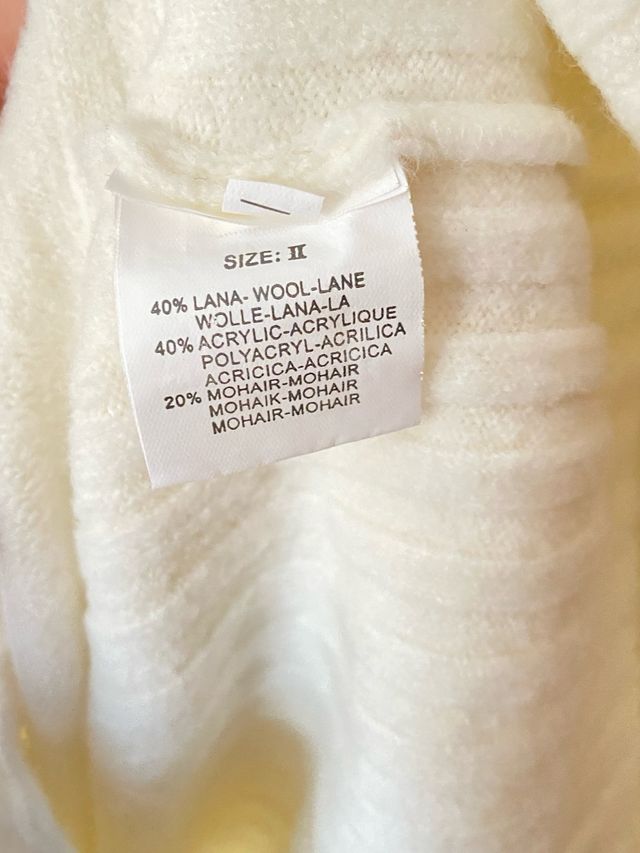 SIZE: II
40% LANA-WOOL-LANE
WOLLE-LANA-LA
40% ACRYLIC-ACRYLIQUE
POLYACRYL-ACRILICA
ACRICICA-ACRICICA
20% MOHAIR-MOHAIR
MOHAIK-MOHAIR
MOHAIR-MOHAIR